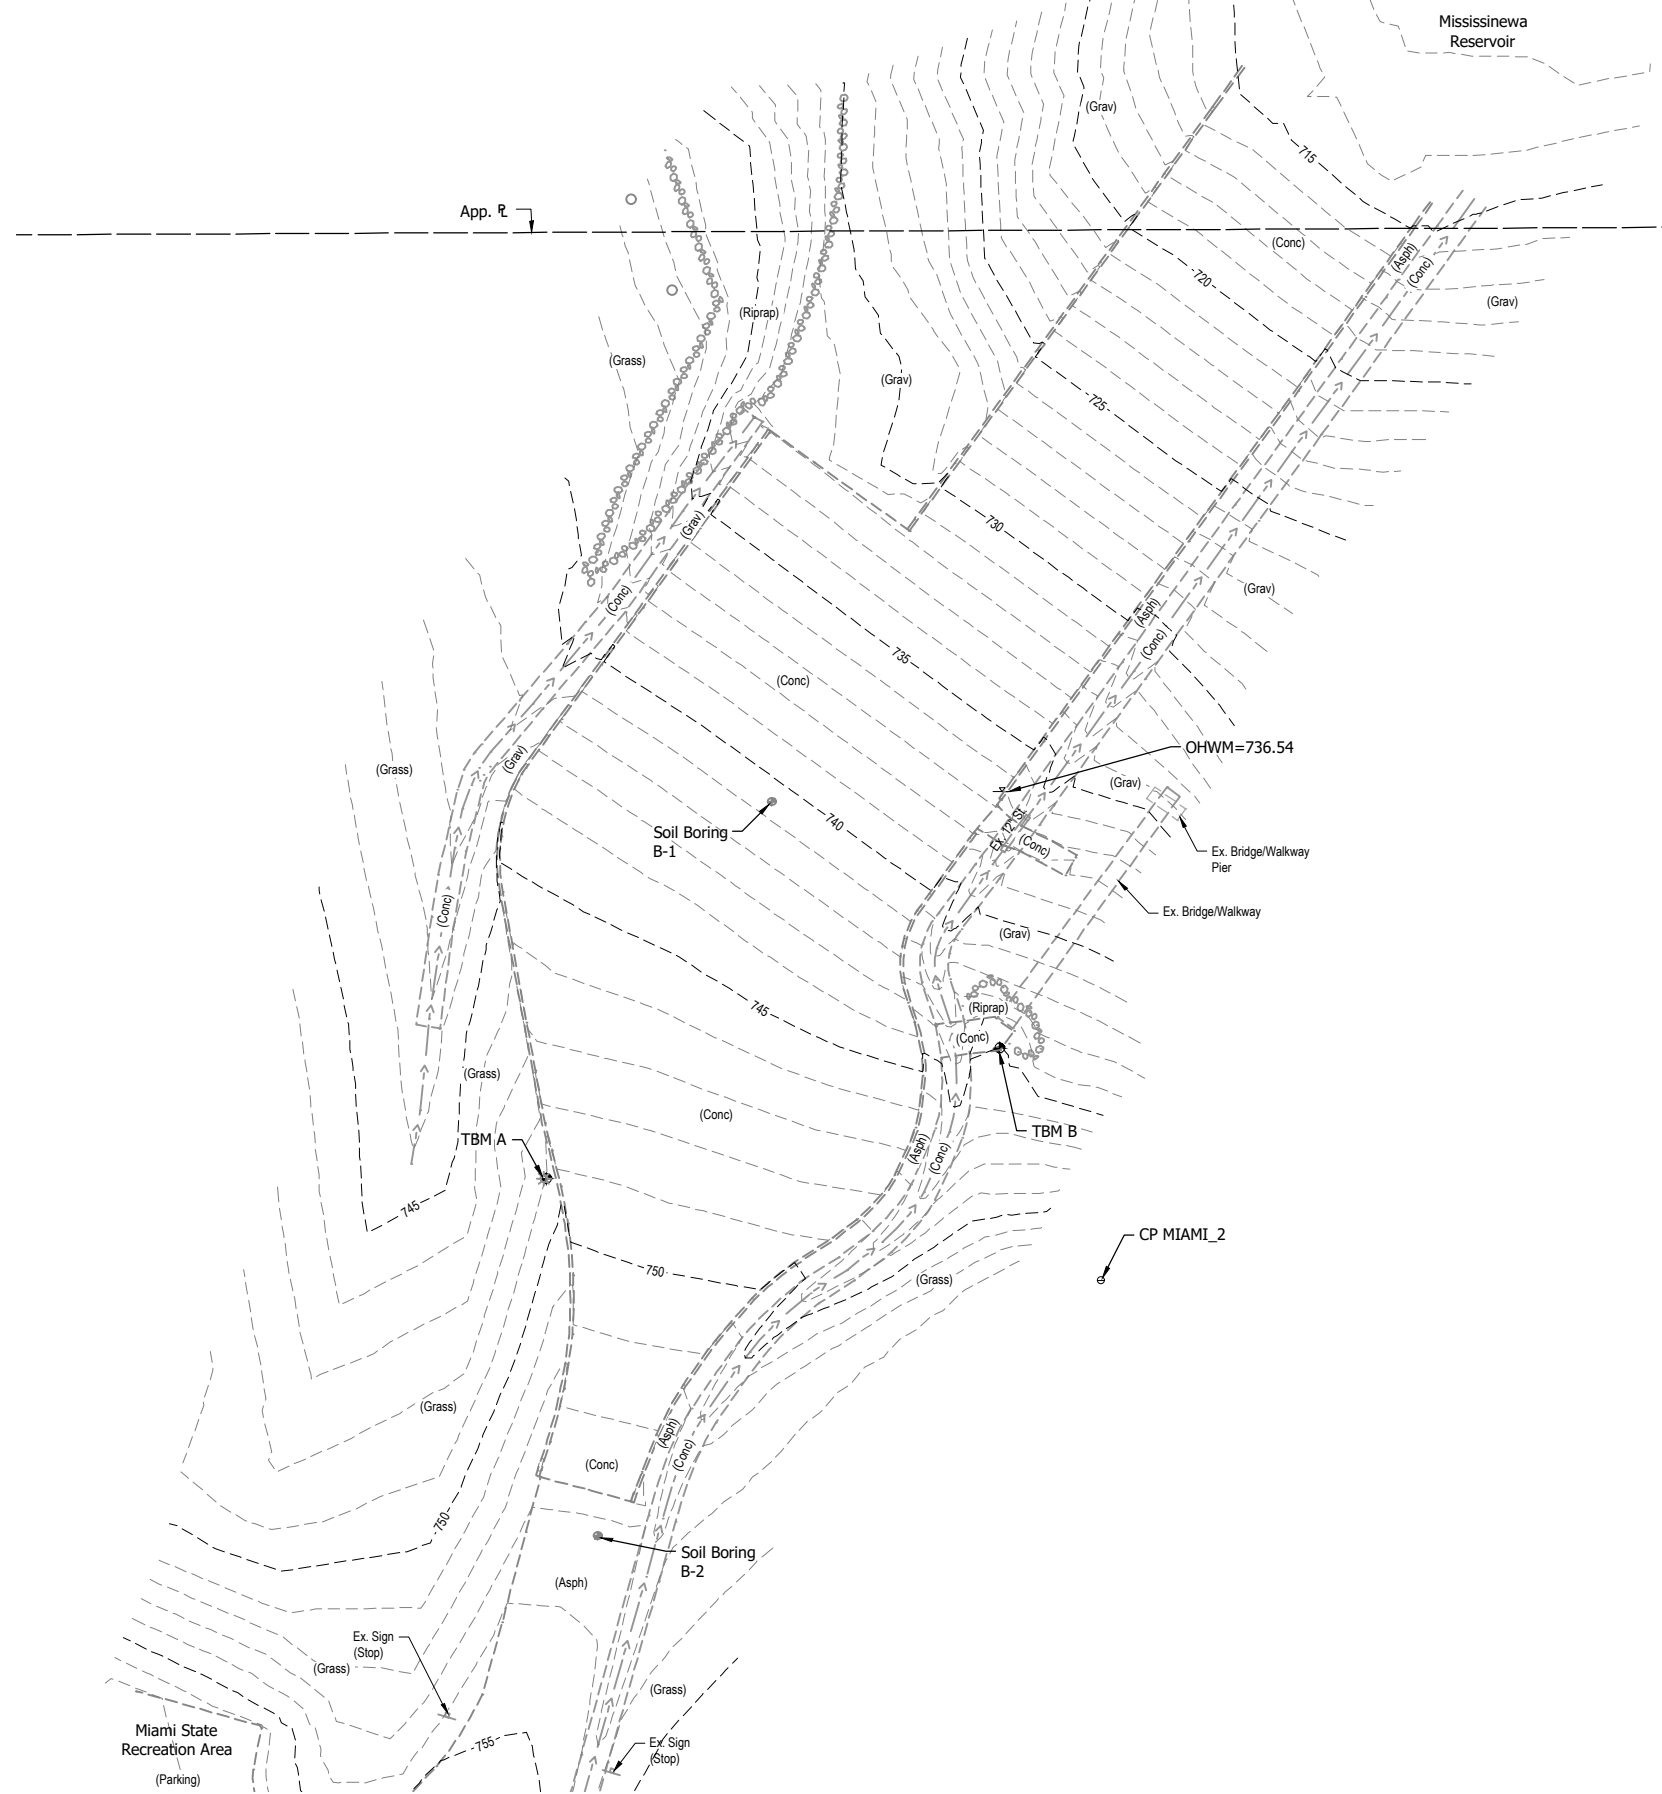 Mississinewa
Reservoir
(Grav)
715
App. ⅊
(Conc)
(Asph)
(Conc)
720
(Grav)
(Riprap)
(Grass)
(Grav)
725
(Grav)
730
(Grav)
(Conc)
(Asph)
(Conc)
735
(Conc)
OHWM=736.54
(Grav)
(Grass)
(Grav)
740
Soil Boring
B-1
Ex. 12" SL
(Conc)
Ex. Bridge/Walkway
Pier
(Conc)
Ex. Bridge/Walkway
(Grav)
745
(Riprap)
(Conc)
(Grass)
(Conc)
TBM A
TBM B
(Asph)
(Conc)
745
CP MIAMI_2
750
(Grass)
(Grass)
(Asph)
(Conc)
(Conc)
750
Soil Boring
B-2
(Asph)
Ex. Sign
(Stop)
(Grass)
(Grass)
Miami State
Recreation Area
755
Ex. Sign
(Stop)
(Parking)